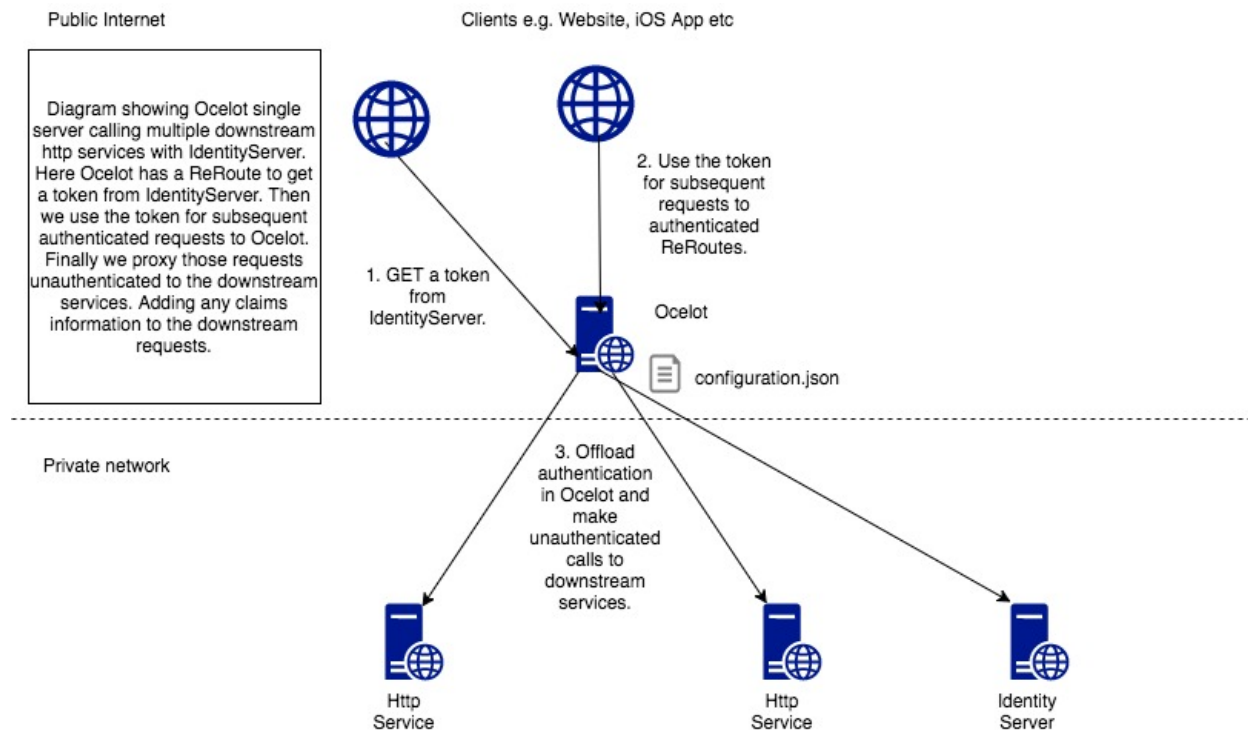 Public Internet
Clients e.g. Website, iOS App etc
Diagram showing Ocelot single
server calling multiple downstream
http services with IdentityServer.
Here Ocelot has a ReRoute to get
a token from IdentityServer. Then
we use the token for subsequent
authenticated requests to Ocelot.
Finally we proxy those requests
unauthenticated to the downstream
services. Adding any claims
information to the downstream
requests.
2. Use the token
for subsequent
requests to
authenticated
ReRoutes.
1. GET a token
from
IdentityServer.
Ocelot
configuration.json
Private network
3. Offload
authentication
in Ocelot and
make
unauthenticated
calls to
downstream
services.
Http
Service
Http
Service
Identity
Server